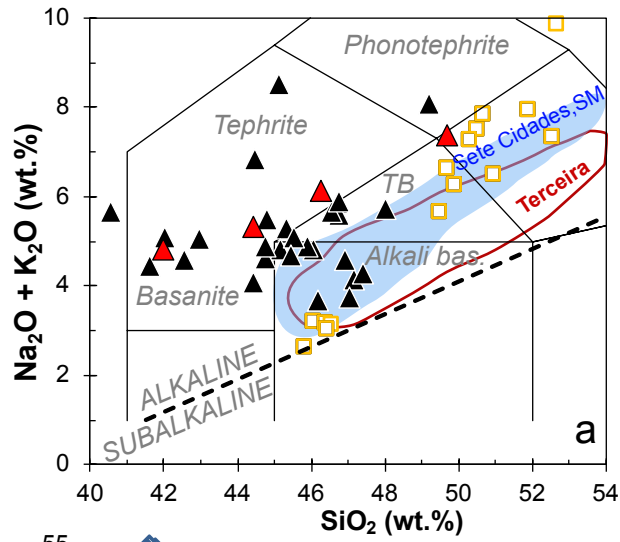 10
8
6
4
2
0
Na₂O + K₂O (wt.%)
Phonotephrite
Tephrite
Sete Cidades,SM
TB
Terceira
Alkali bas.
Basanite
ALKALINE
SUBALKALINE
a
40 42 44 46 48 50 52 54
SiO₂ (wt.%)
55